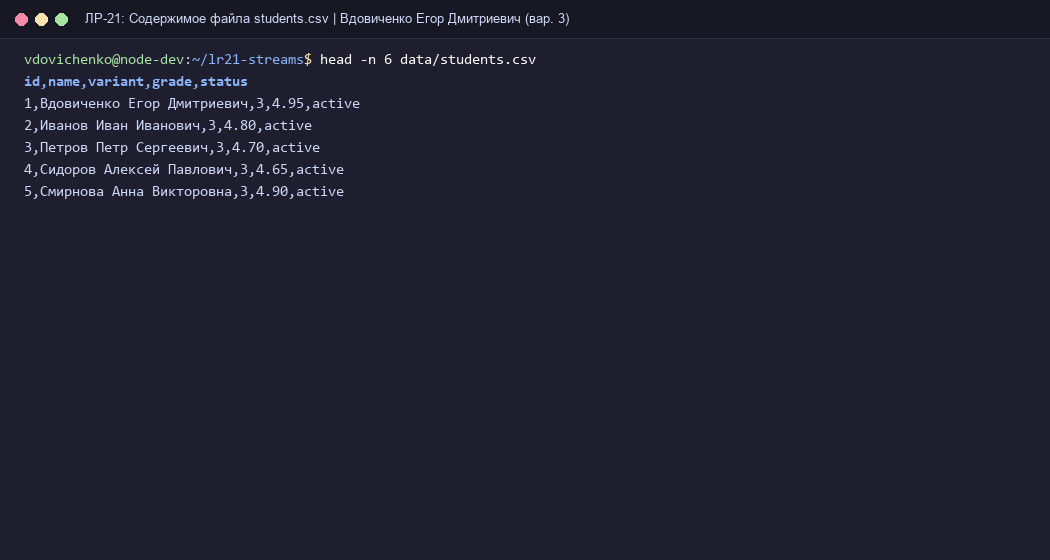 ЛР-21: Содержимое файла students.csv | Вдовиченко Егор Дмитриевич (вар. 3)
vdovichenko@node-dev:~/lr21-streams$ head -n 6 data/students.csv
id,name,variant,grade,status
1,Вдовиченко Егор Дмитриевич,3,4.95,active
2,Иванов Иван Иванович,3,4.80,active
3,Петров Петр Сергеевич,3,4.70,active
4,Сидоров Алексей Павлович,3,4.65,active
5,Смирнова Анна Викторовна,3,4.90,active